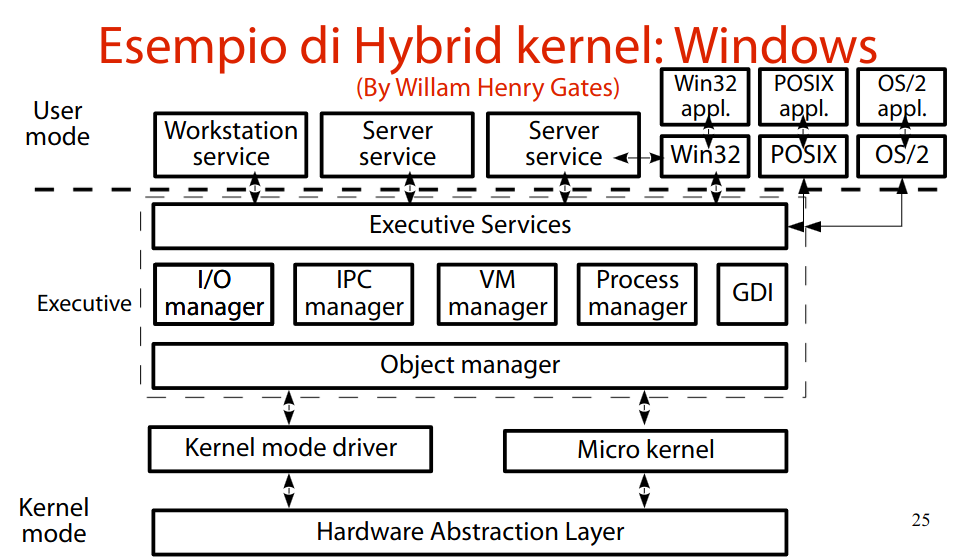 Esempio di Hybrid kernel: Windows
(By Willam Henry Gates)
User
mode
Workstation
service
Server
service
Server
service
Win32
appl.
POSIX
appl.
OS/2
appl.
Win32
POSIX
OS/2
Executive Services
Executive
I/O
manager
IPC
manager
VM
manager
Process
manager
GDI
Object manager
Kernel mode driver
Micro kernel
Kernel
mode
Hardware Abstraction Layer
25